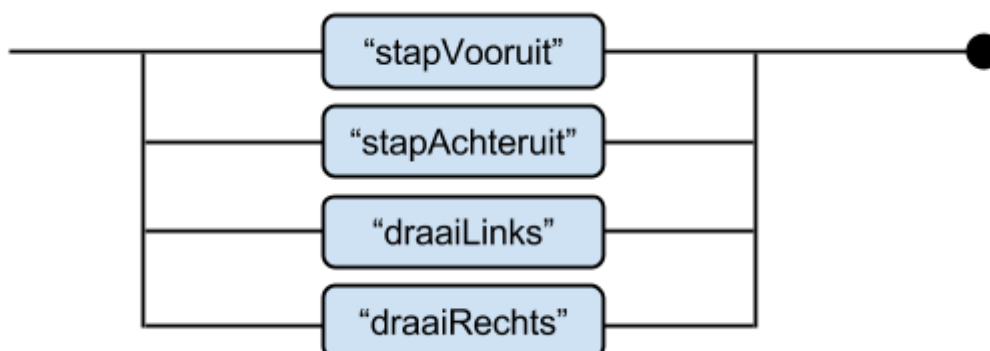 “stapVooruit”
“stapAchteruit”
“draaiLinks”
“draaiRechts”